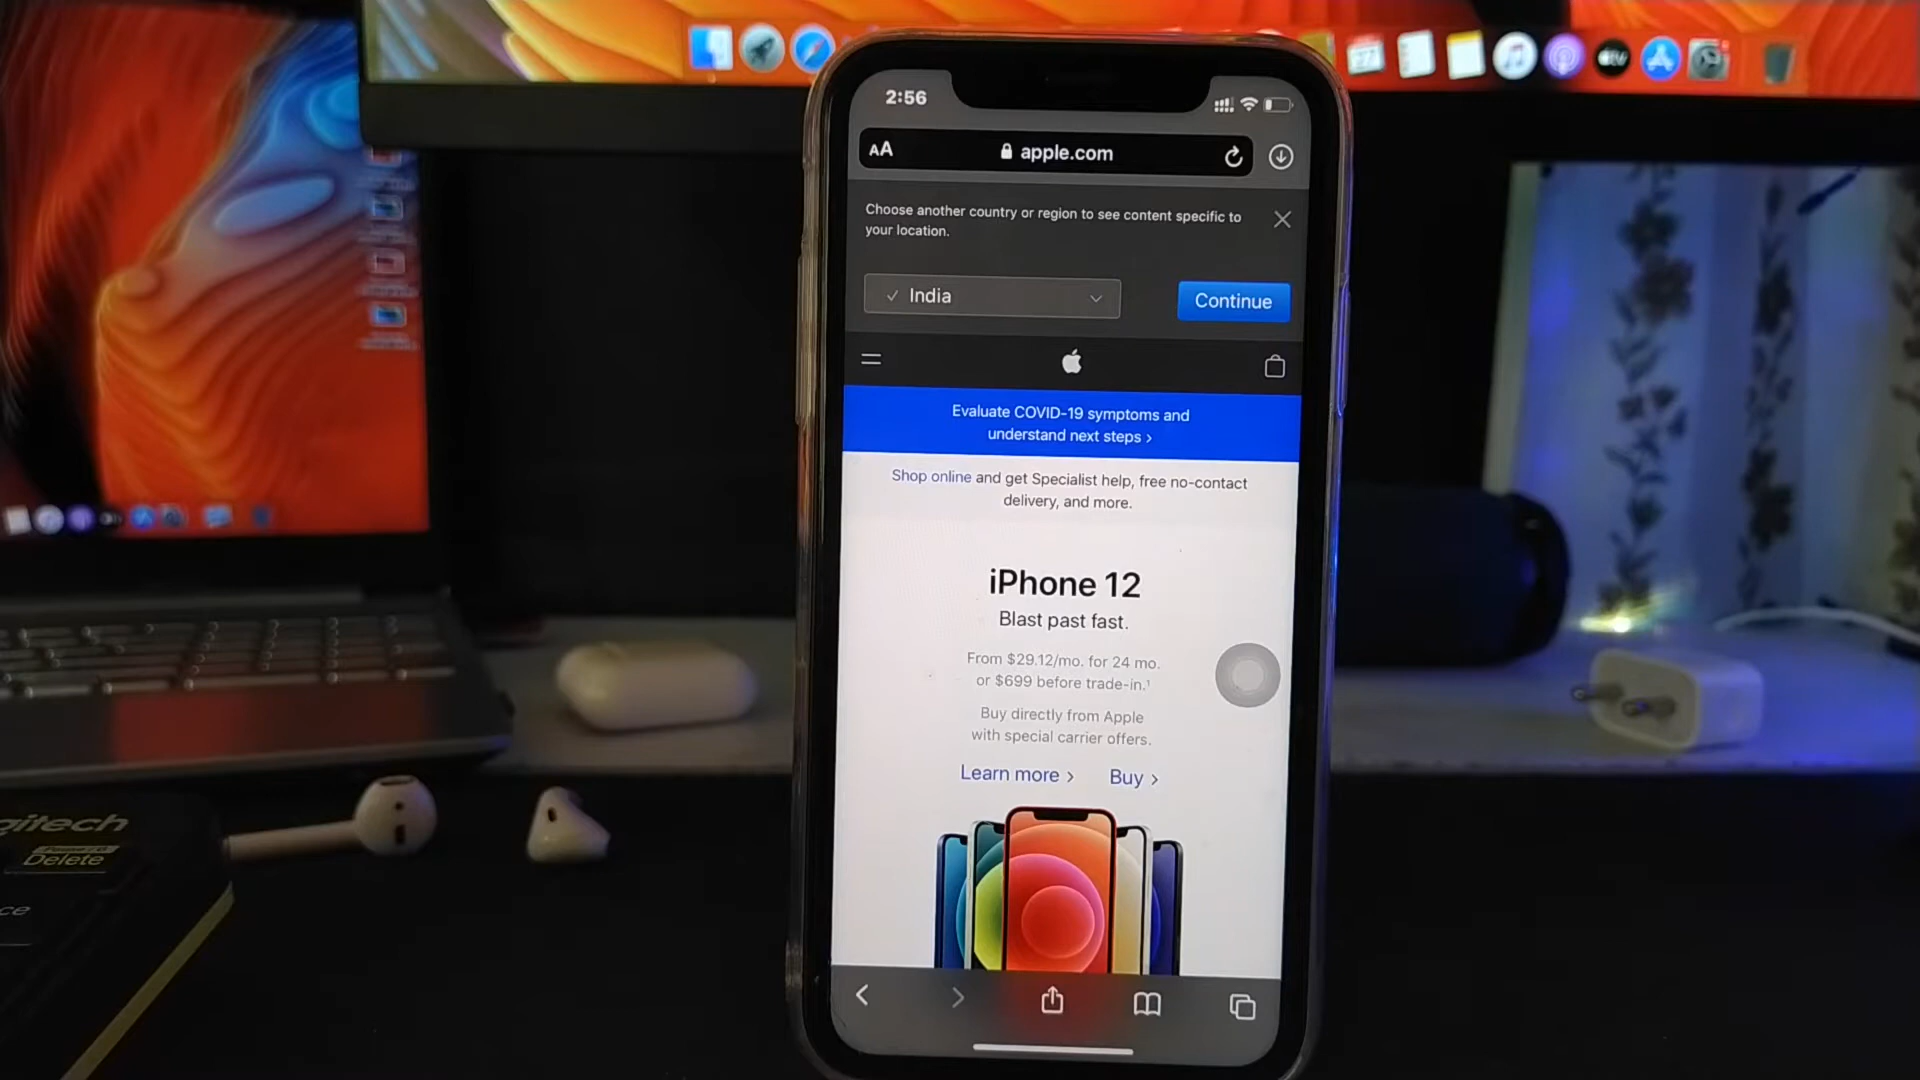 2:56
AA
apple.com
Choose another country or region to see content specific to
your location.
India
Continue
Evaluate COVID-19 symptoms and
understand next steps ›
Shop online and get Specialist help, free no-contact
delivery, and more.
iPhone 12
Blast past fast.
From $29.12/mo. for 24 mo.
or $699 before trade-in.¹
Buy directly from Apple
with special carrier offers.
Learn more ›
Buy ›
gitech
Delete
ce